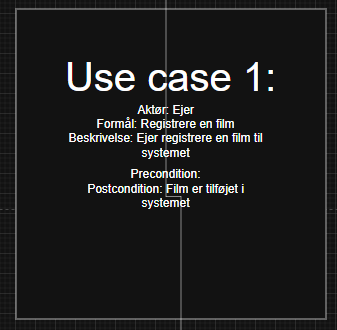 Use case 1:
Aktør: Ejer
Formål: Registrere en film
Beskrivelse: Ejer registrere en film til
systemet
Precondition:
Postcondition: Film er tilføjet i
systemet